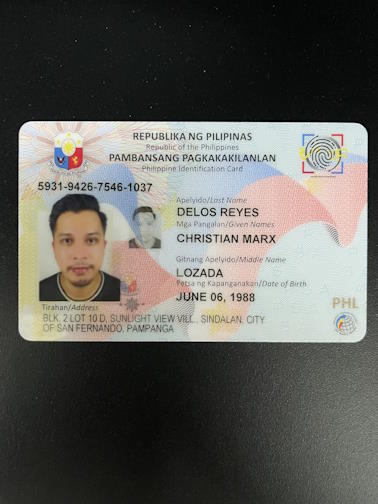 REPUBLIKA NG PILIPINAS
Republic of the Philippines
PAMBANSANG PAGKAKAKILANLAN
Philippine Identification Card
5931-9426-7546-1037
Apelyido/Last Name
DELOS REYES
Mga Pangalan/Given Names
CHRISTIAN MARX
Gitnang Apelyido/Middle Name
LOZADA
Petsa ng Kapanganakan/Date of Birth
JUNE 06, 1988
PHL
Tirahan/Address
BLK. 2 LOT 10 D, SUNLIGHT VIEW VILL., SINDALAN, CITY
OF SAN FERNANDO, PAMPANGA